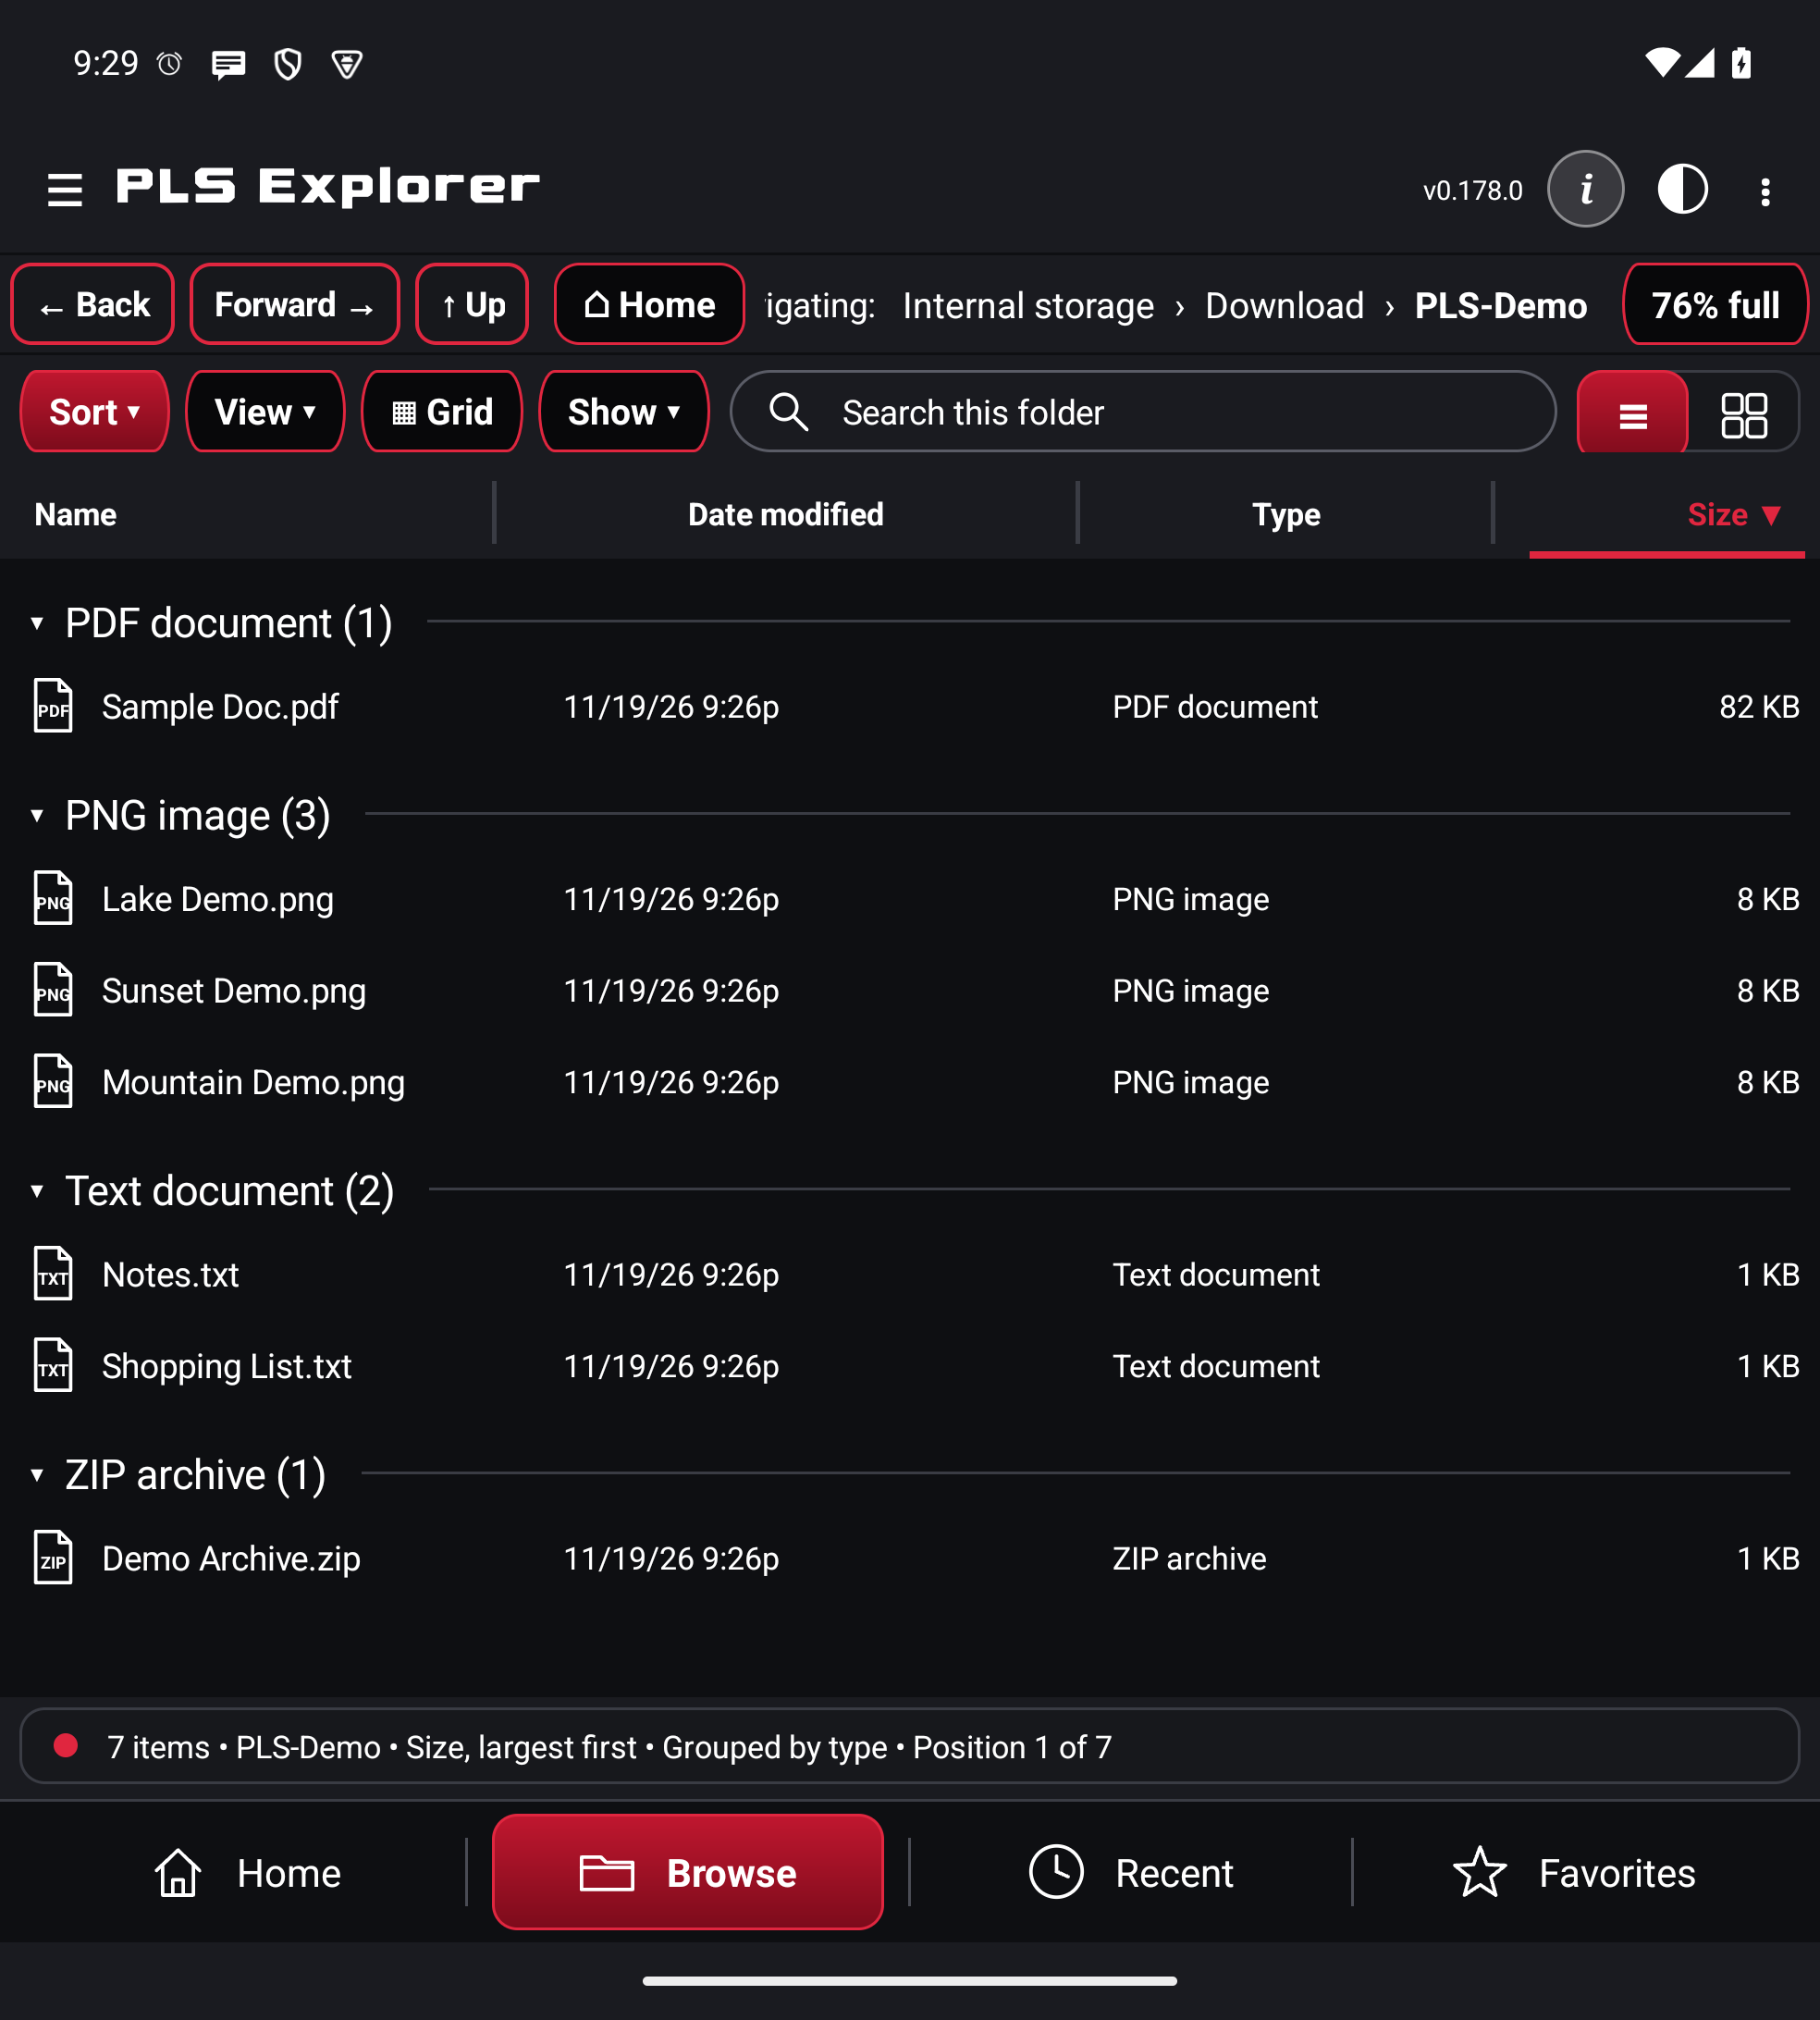 9:29
PLS Explorer
v0.178.0 i
← Back Forward → ↑ Up Home igating: Internal storage › Download › PLS-Demo 76% full
Sort ▾ View ▾ ▦ Grid Show ▾ Search this folder
Name Date modified Type Size ▼
▾ PDF document (1)
PDF Sample Doc.pdf 11/19/26 9:26p PDF document 82 KB
▾ PNG image (3)
PNG Lake Demo.png 11/19/26 9:26p PNG image 8 KB
PNG Sunset Demo.png 11/19/26 9:26p PNG image 8 KB
PNG Mountain Demo.png 11/19/26 9:26p PNG image 8 KB
▾ Text document (2)
TXT Notes.txt 11/19/26 9:26p Text document 1 KB
TXT Shopping List.txt 11/19/26 9:26p Text document 1 KB
▾ ZIP archive (1)
ZIP Demo Archive.zip 11/19/26 9:26p ZIP archive 1 KB
7 items • PLS-Demo • Size, largest first • Grouped by type • Position 1 of 7
Home Browse Recent Favorites